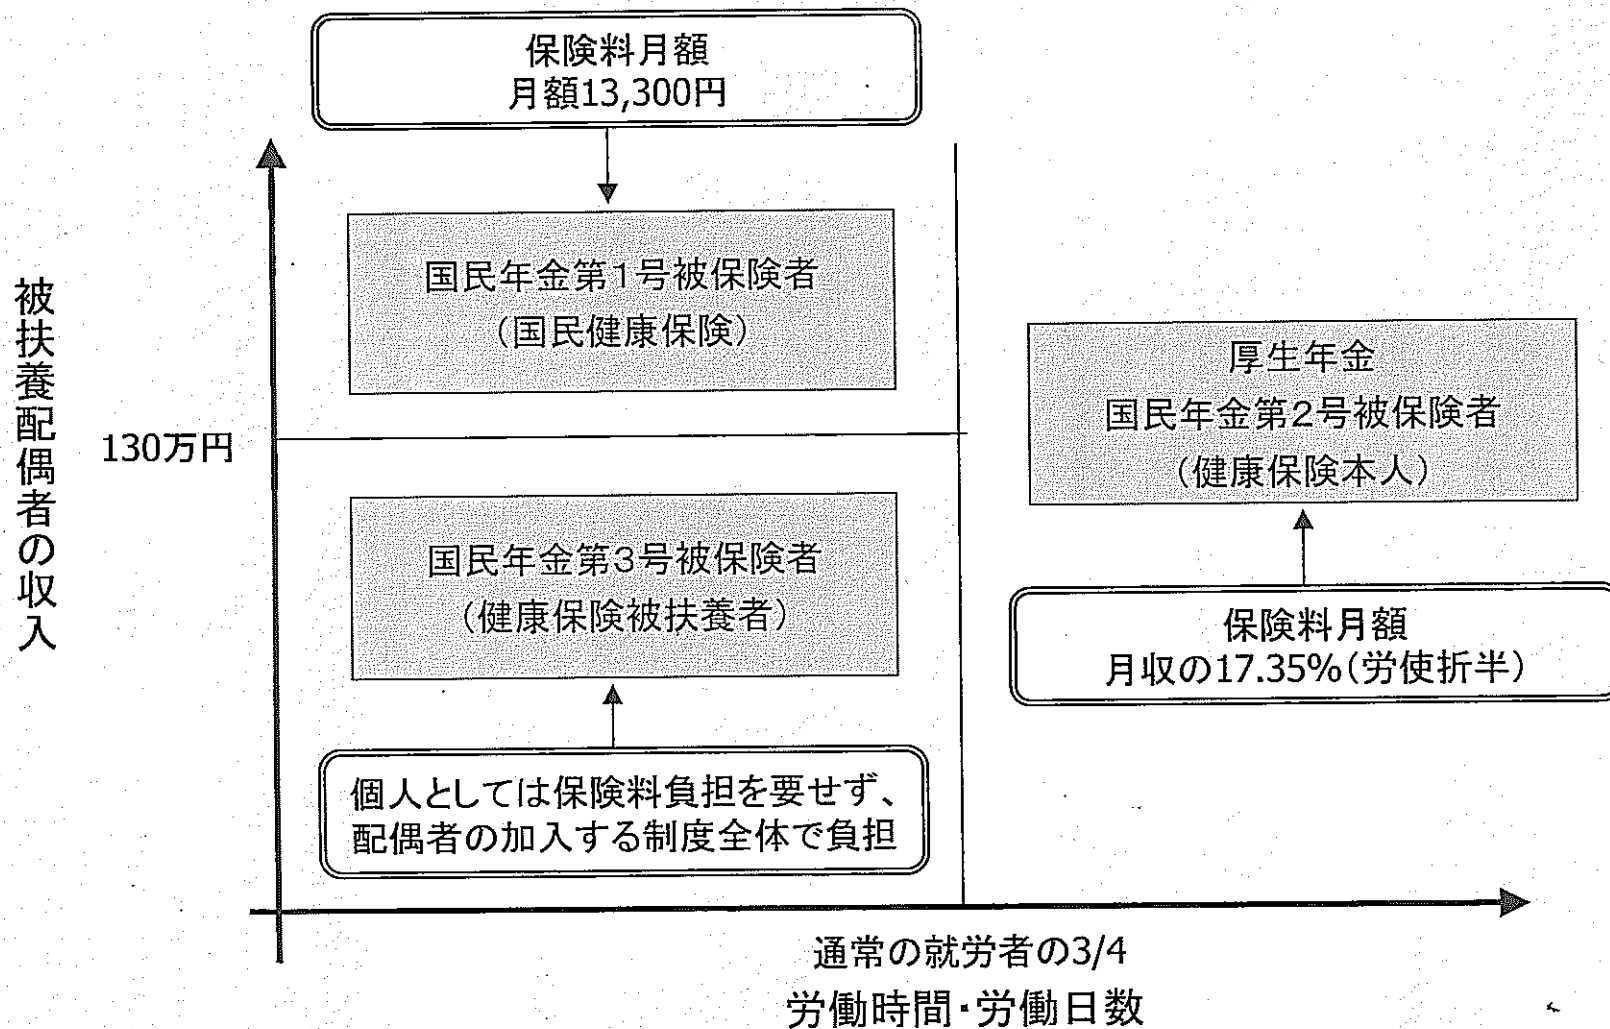 保険料月額
月額13,300円
国民年金第1号被保険者
(国民健康保険)
被扶養配偶者の収入
130万円
厚生年金
国民年金第2号被保険者
(健康保険本人)
国民年金第3号被保険者
(健康保険被扶養者)
保険料月額
月収の17.35%(労使折半)
個人としては保険料負担を要せず、
配偶者の加入する制度全体で負担
通常の就労者の3/4
労働時間・労働日数